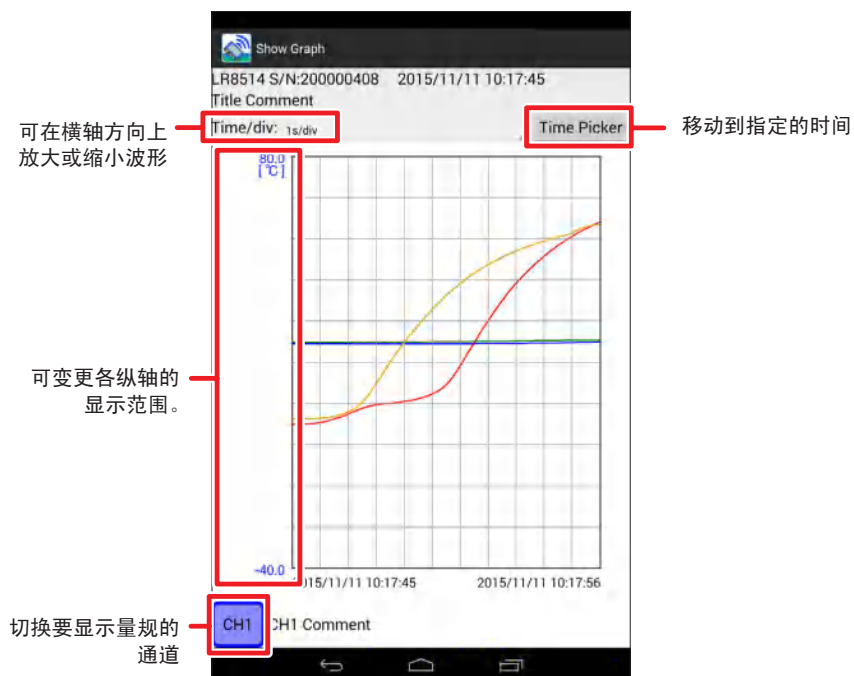 Show Graph
LR8514 S/N:200000408 2015/11/11 10:17:45
Title Comment
Time/div: 1s/div
Time Picker
可在横轴方向上
放大或缩小波形
移动到指定的时间
80.0
[℃]
可变更各纵轴的
显示范围。
-40.0
015/11/11 10:17:45
2015/11/11 10:17:56
切换要显示量规的
通道
CH1
CH1 Comment